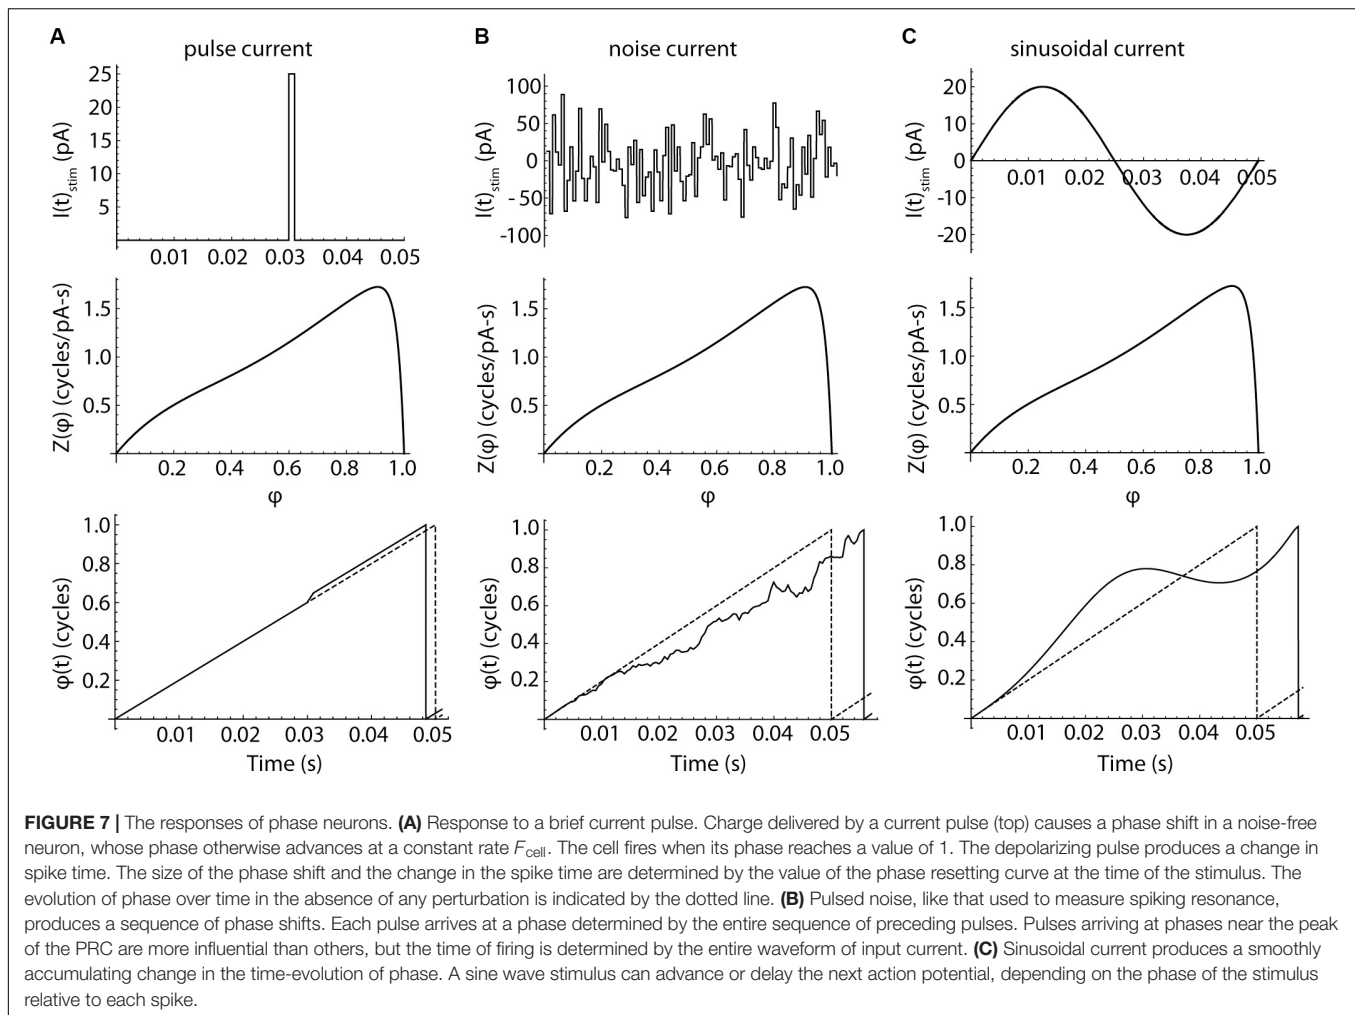 A
pulse current
I(t)stim (pA)
25
20
15
10
5
0.01 0.02 0.03 0.04 0.05
Z(φ) (cycles/pA-s)
1.5
1.0
0.5
0.2 0.4 0.6 0.8 1.0
φ
φ(t) (cycles)
1.0
0.8
0.6
0.4
0.2
0.01 0.02 0.03 0.04 0.05
Time (s)
B
noise current
I(t)stim (pA)
100
50
0
-50
-100
Z(φ) (cycles/pA-s)
1.5
1.0
0.5
0.2 0.4 0.6 0.8 1.0
φ
φ(t) (cycles)
1.0
0.8
0.6
0.4
0.2
0.01 0.02 0.03 0.04 0.05
Time (s)
C
sinusoidal current
I(t)stim (pA)
20
10
0
-10
-20
0.01 0.02 0.03 0.04 0.05
Z(φ) (cycles/pA-s)
1.5
1.0
0.5
0.2 0.4 0.6 0.8 1.0
φ
φ(t) (cycles)
1.0
0.8
0.6
0.4
0.2
0.01 0.02 0.03 0.04 0.05
Time (s)
FIGURE 7 | The responses of phase neurons. (A) Response to a brief current pulse. Charge delivered by a current pulse (top) causes a phase shift in a noise-free
neuron, whose phase otherwise advances at a constant rate Fcell. The cell fires when its phase reaches a value of 1. The depolarizing pulse produces a change in
spike time. The size of the phase shift and the change in the spike time are determined by the value of the phase resetting curve at the time of the stimulus. The
evolution of phase over time in the absence of any perturbation is indicated by the dotted line. (B) Pulsed noise, like that used to measure spiking resonance,
produces a sequence of phase shifts. Each pulse arrives at a phase determined by the entire sequence of preceding pulses. Pulses arriving at phases near the peak
of the PRC are more influential than others, but the time of firing is determined by the entire waveform of input current. (C) Sinusoidal current produces a smoothly
accumulating change in the time-evolution of phase. A sine wave stimulus can advance or delay the next action potential, depending on the phase of the stimulus
relative to each spike.